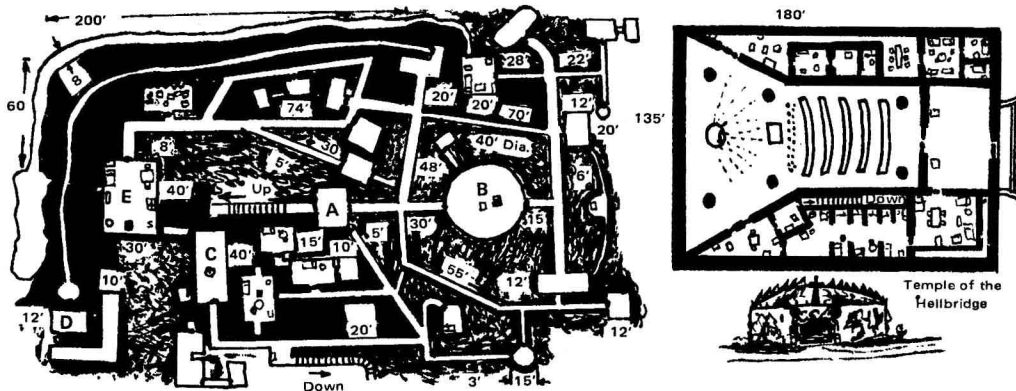 200'
180'
8'
60
28'
22'
74'
20'
20'
70'
12'
20'
135'
30'
40' Dia.
8'
5'
48'
6'
E
40'
S
Up
A
B
S
30'
15'
Down
C
40'
15'
10'
5'
30'
10'
55'
12'
12'
D
u
20'
12'
Down
3'
15'
Temple of the
Hellbridge